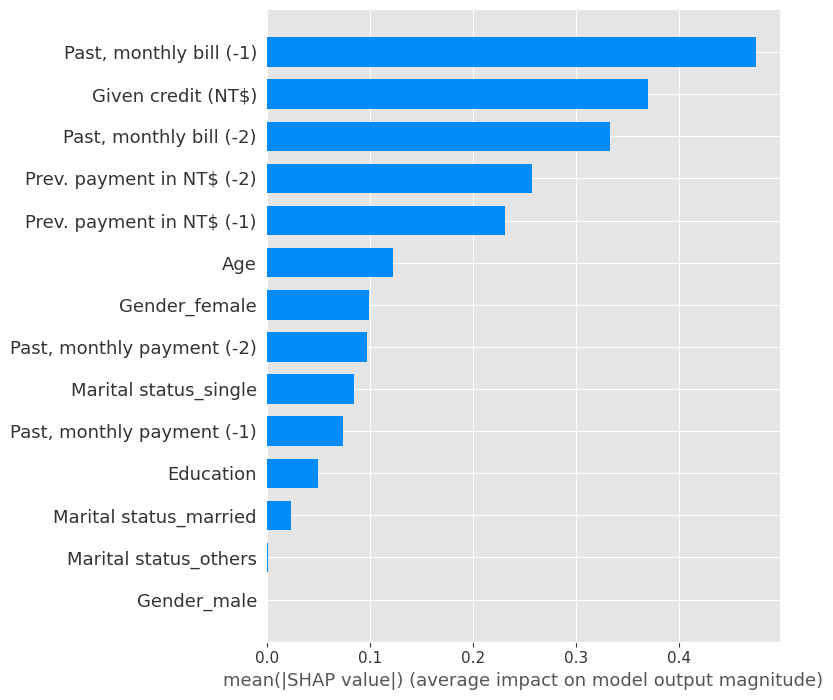 Past, monthly bill (-1)
Given credit (NT$)
Past, monthly bill (-2)
Prev. payment in NT$ (-2)
Prev. payment in NT$ (-1)
Age
Gender_female
Past, monthly payment (-2)
Marital status_single
Past, monthly payment (-1)
Education
Marital status_married
Marital status_others
Gender_male
0.0 0.1 0.2 0.3 0.4
mean(|SHAP value|) (average impact on model output magnitude)